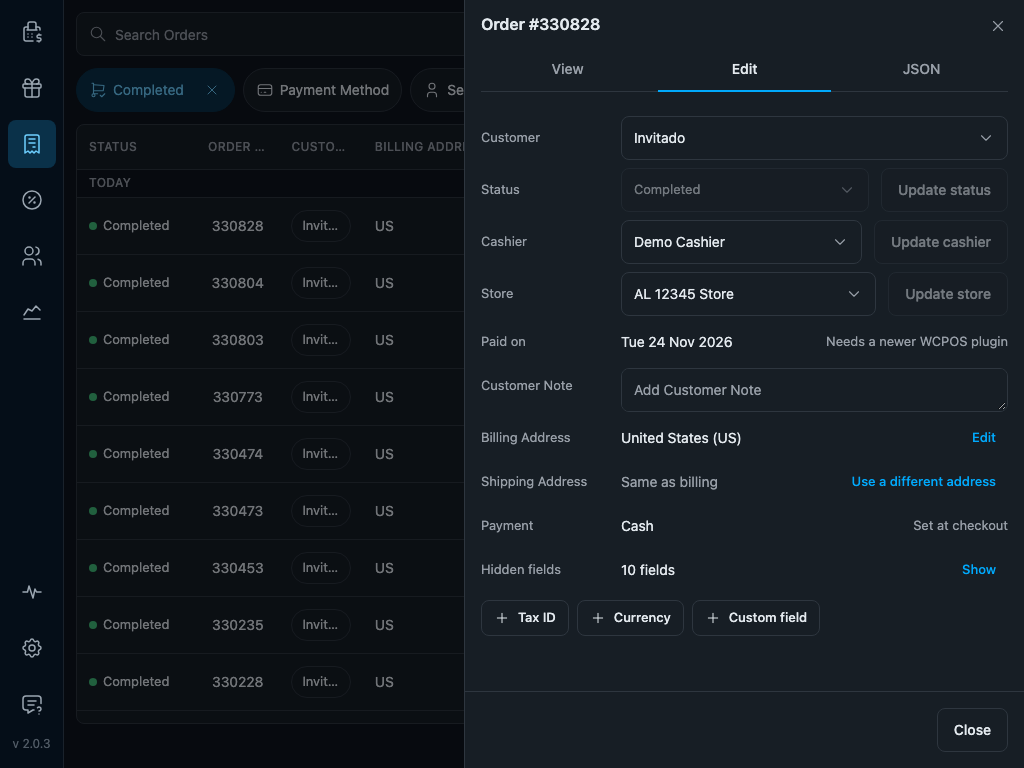 Order #330828
Search Orders
View
Edit
JSON
Completed
Payment Method
Se
Customer
Invitado
STATUS
ORDER ...
CUSTO...
BILLING ADDR
TODAY
Status
Completed
Update status
Completed
330828
Invit...
US
Cashier
Demo Cashier
Update cashier
Completed
330804
Invit...
US
Store
AL 12345 Store
Update store
Completed
330803
Invit...
US
Paid on
Tue 24 Nov 2026
Needs a newer WCPOS plugin
Completed
330773
Invit...
US
Customer Note
Add Customer Note
Completed
330474
Invit...
US
Billing Address
United States (US)
Edit
Completed
330473
Invit...
US
Shipping Address
Same as billing
Use a different address
Completed
330453
Invit...
US
Payment
Cash
Set at checkout
Completed
330235
Invit...
US
Hidden fields
10 fields
Show
Completed
330228
Invit...
US
Tax ID
Currency
Custom field
Close
v 2.0.3